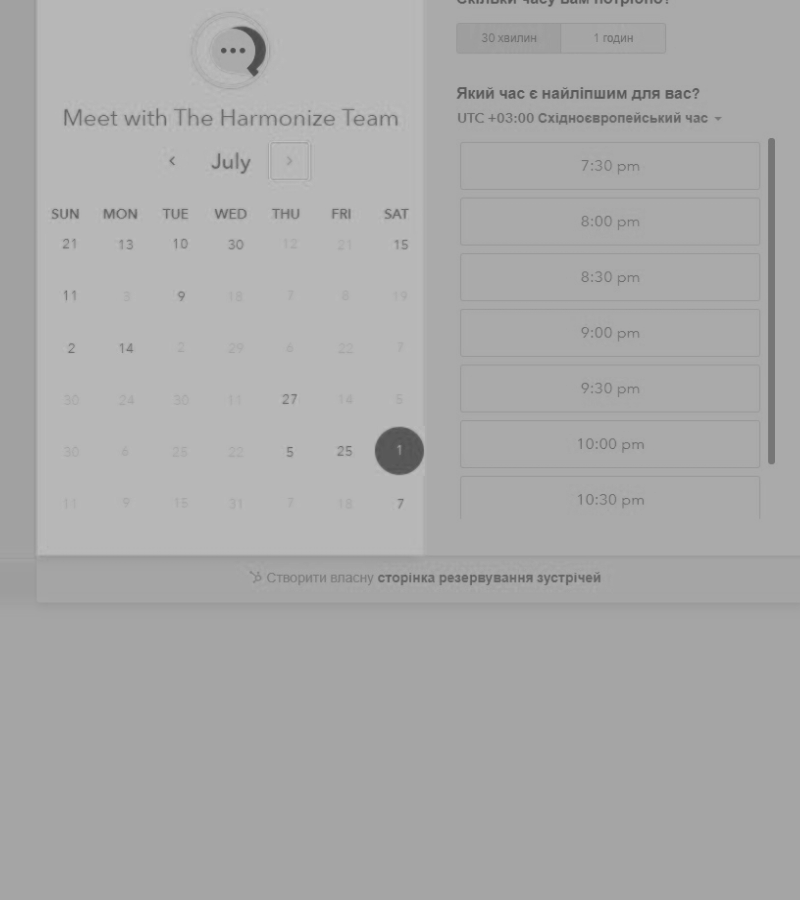 Скільки часу вам потрібно?
30 хвилин 1 годин
Meet with The Harmonize Team
July
SUN MON TUE WED THU FRI SAT
21 13 10 30 12 21 15
11 3 9 18 7 8 19
2 14 2 29 6 22 7
30 24 30 11 27 14 5
30 6 25 22 5 25 1
11 9 15 31 7 18 7
Який час є найліпшим для вас?
UTC +03:00 Східноєвропейський час
7:30 pm
8:00 pm
8:30 pm
9:00 pm
9:30 pm
10:00 pm
10:30 pm
Створити власну сторінка резервування зустрічей